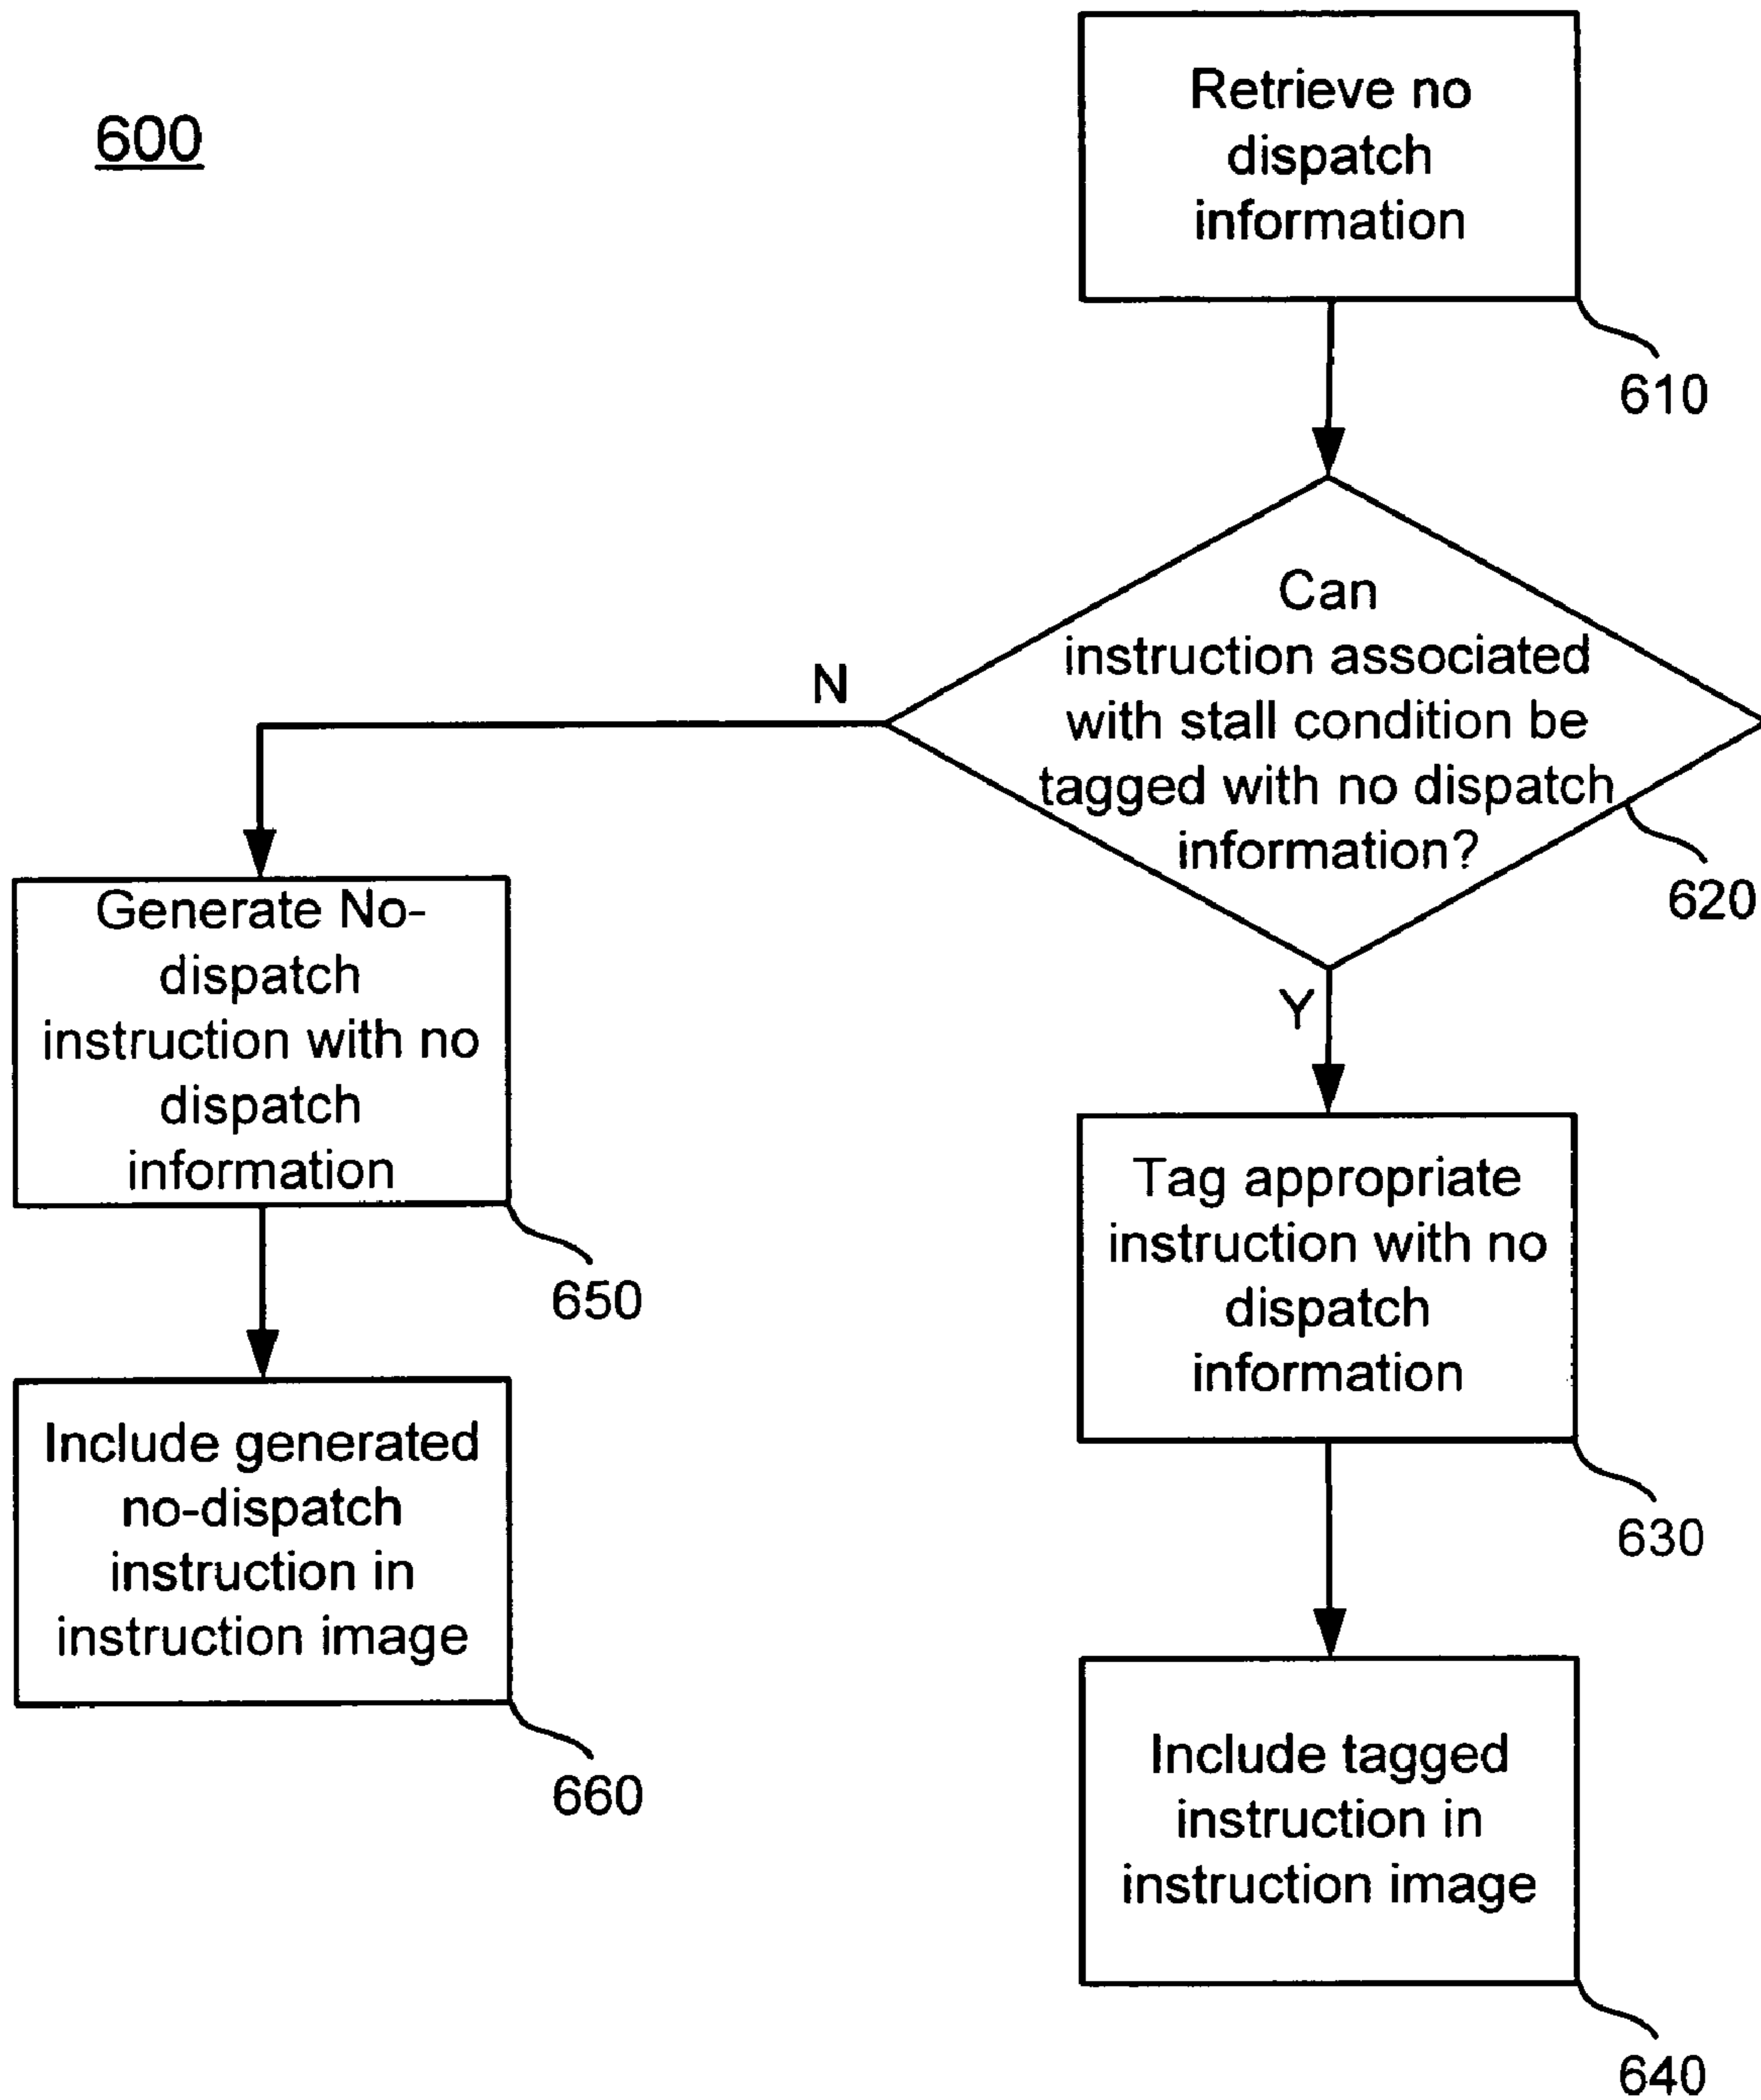 600
Retrieve no
dispatch
information
610
Can
instruction associated
with stall condition be
tagged with no dispatch
information?
620
N
Y
Generate No-
dispatch
instruction with no
dispatch
information
650
Tag appropriate
instruction with no
dispatch
information
630
Include generated
no-dispatch
instruction in
instruction image
660
Include tagged
instruction in
instruction image
640